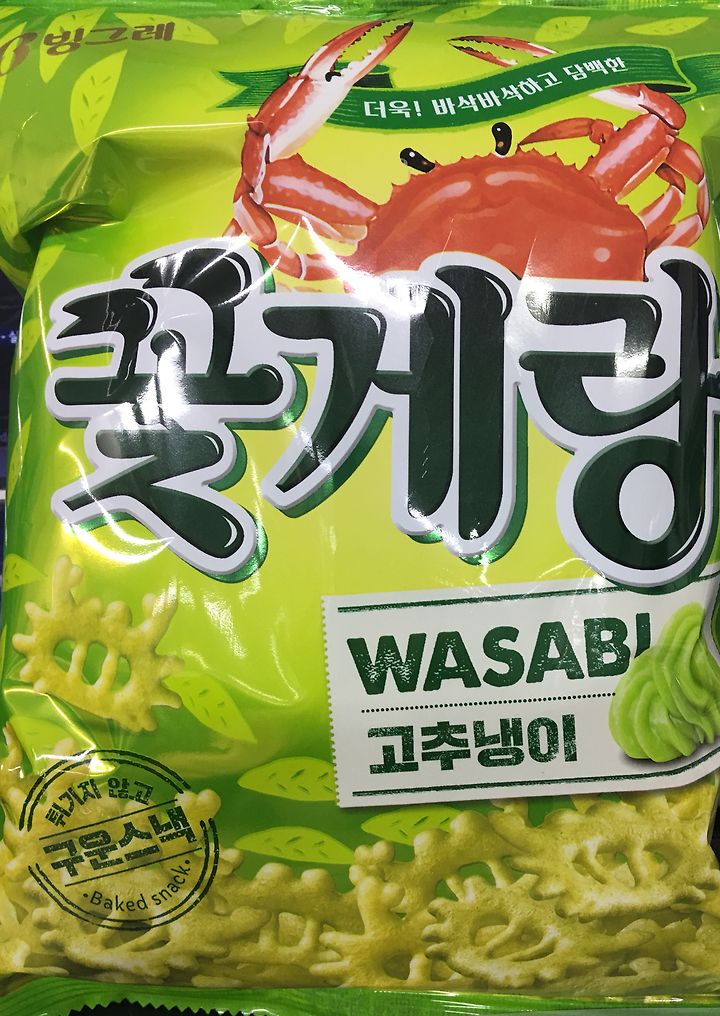 빙그레
더욱! 바삭바삭하고 담백한
꽃게랑
WASABI
고추냉이
튀기지 않고
구운스낵
·Baked snack·